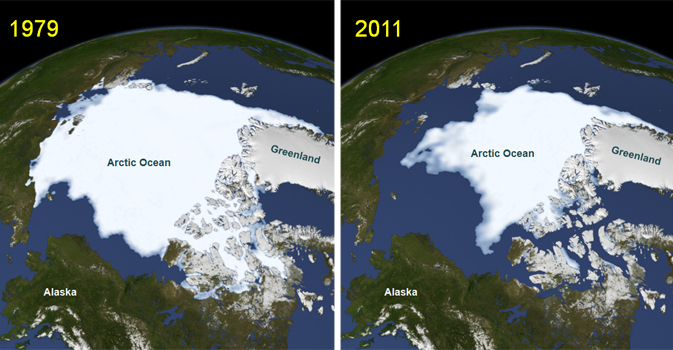 1979
Arctic Ocean
Greenland
Alaska
2011
Arctic Ocean
Greenland
Alaska